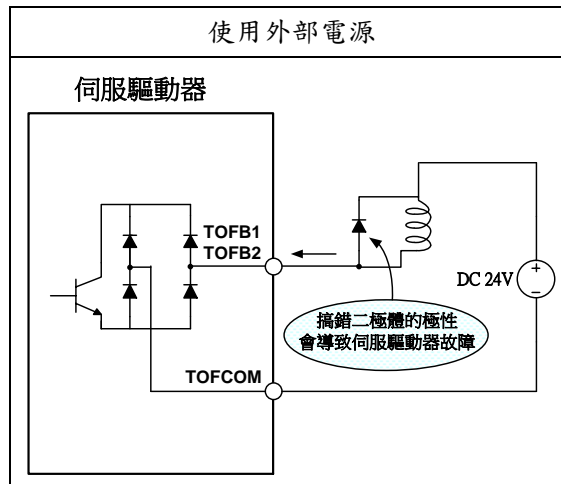 使用外部電源
伺服驅動器
TOFB1
TOFB2
DC 24V
+
−
搞錯二極體的極性
會導致伺服驅動器故障
TOFCOM